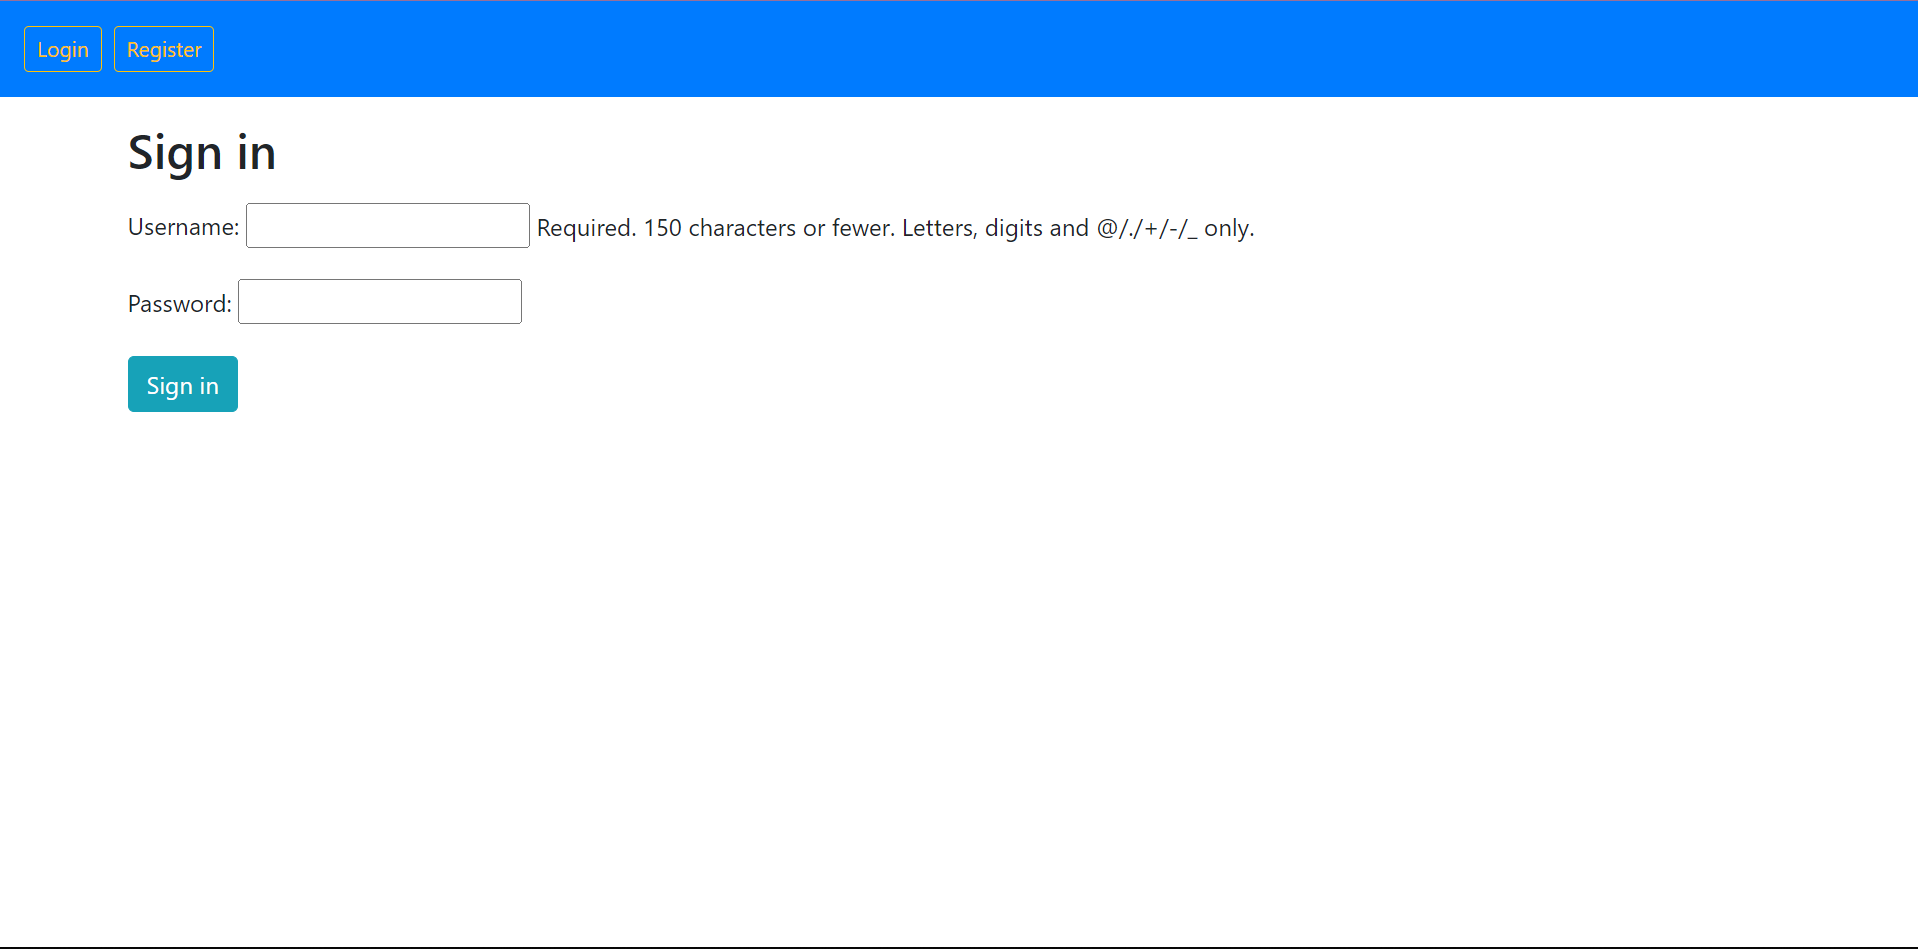 Login Register
Sign in
Username: Required. 150 characters or fewer. Letters, digits and @/./+/-/_ only.
Password:
Sign in